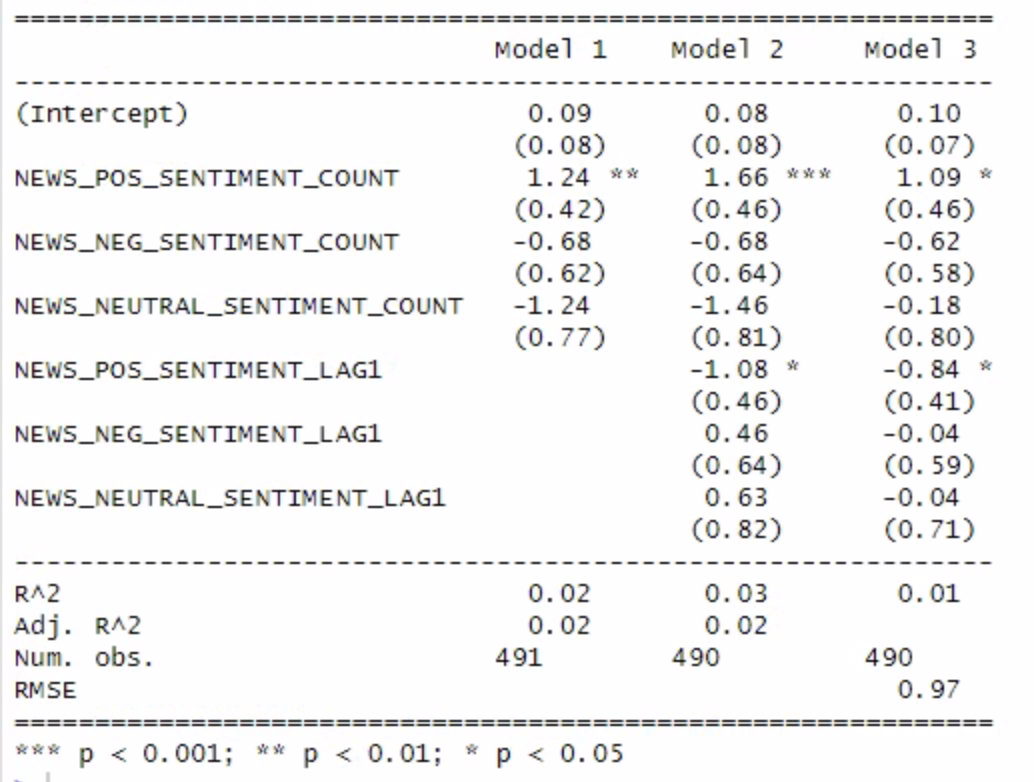 =============================================================
                              Model 1    Model 2     Model 3
-------------------------------------------------------------
(Intercept)                     0.09       0.08        0.10
                               (0.08)     (0.08)      (0.07)
NEWS_POS_SENTIMENT_COUNT        1.24 **    1.66 ***    1.09 *
                               (0.42)     (0.46)      (0.46)
NEWS_NEG_SENTIMENT_COUNT       -0.68      -0.68       -0.62
                               (0.62)     (0.64)      (0.58)
NEWS_NEUTRAL_SENTIMENT_COUNT   -1.24      -1.46       -0.18
                               (0.77)     (0.81)      (0.80)
NEWS_POS_SENTIMENT_LAG1                   -1.08 *     -0.84 *
                                          (0.46)      (0.41)
NEWS_NEG_SENTIMENT_LAG1                    0.46       -0.04
                                          (0.64)      (0.59)
NEWS_NEUTRAL_SENTIMENT_LAG1                0.63       -0.04
                                          (0.82)      (0.71)
-------------------------------------------------------------
R^2                             0.02       0.03        0.01
Adj. R^2                        0.02       0.02
Num. obs.                     491        490         490
RMSE                                                   0.97
=============================================================
*** p < 0.001; ** p < 0.01; * p < 0.05